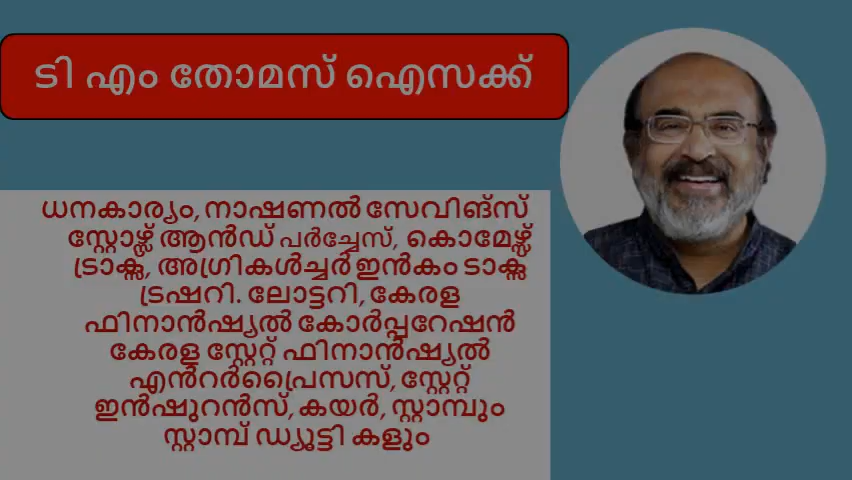 ടി എം തോമസ് ഐസക്ക്
ധനകാര്യം, നാഷണൽ സേവിങ്സ്
സ്റ്റോഴ്സ് ആൻഡ് പർച്ചേസ്, കൊമേഴ്സ്
ട്രാക്സ്, അഗ്രികൾച്ചർ ഇൻകം ടാക്സ്
ട്രഷറി. ലോട്ടറി, കേരള
ഫിനാൻഷ്യൽ കോർപ്പറേഷൻ
കേരള സ്റ്റേറ്റ് ഫിനാൻഷ്യൽ
എൻറർപ്രൈസസ്, സ്റ്റേറ്റ്
ഇൻഷുറൻസ്, കയർ, സ്റ്റാമ്പും
സ്റ്റാമ്പ് ഡ്യൂട്ടി കളും